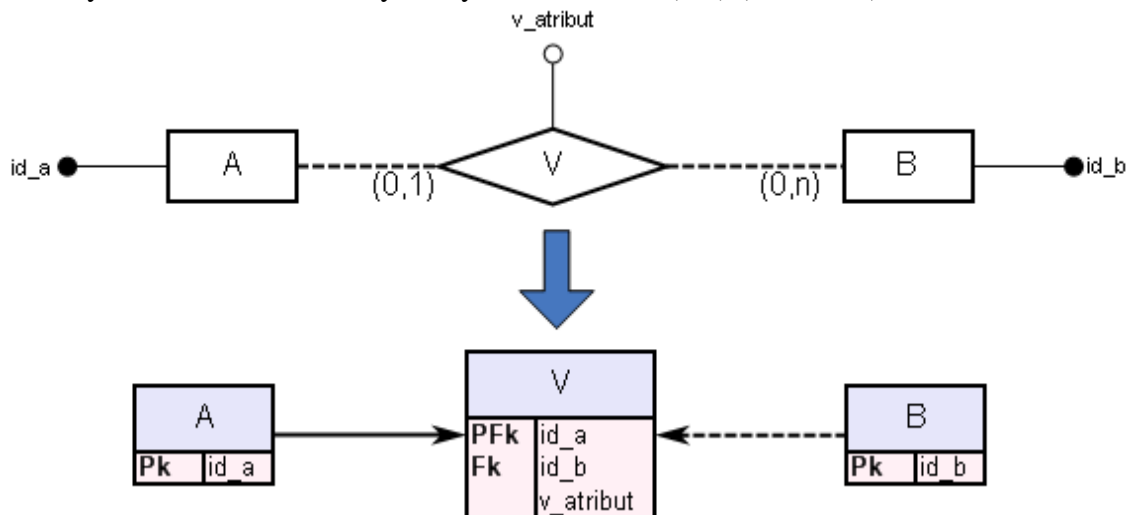 v_atribut
id_a
A
V
B
id_b
(0,1)
(0,n)
V
A
B
PFk id_a
Pk id_a
Fk id_b
Pk id_b
v_atribut